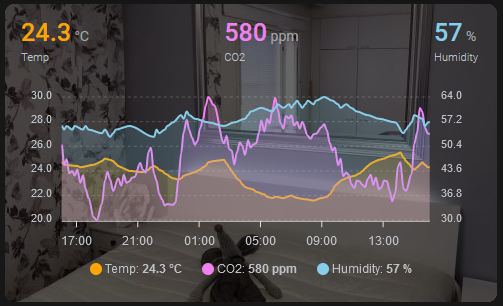 24.3 °C 580 ppm 57 %
Temp CO2 Humidity
30.0 64.0
28.0 57.2
26.0 50.4
24.0 43.6
22.0 36.8
20.0 30.0
17:00 21:00 01:00 05:00 09:00 13:00
Temp: 24.3 °C CO2: 580 ppm Humidity: 57 %